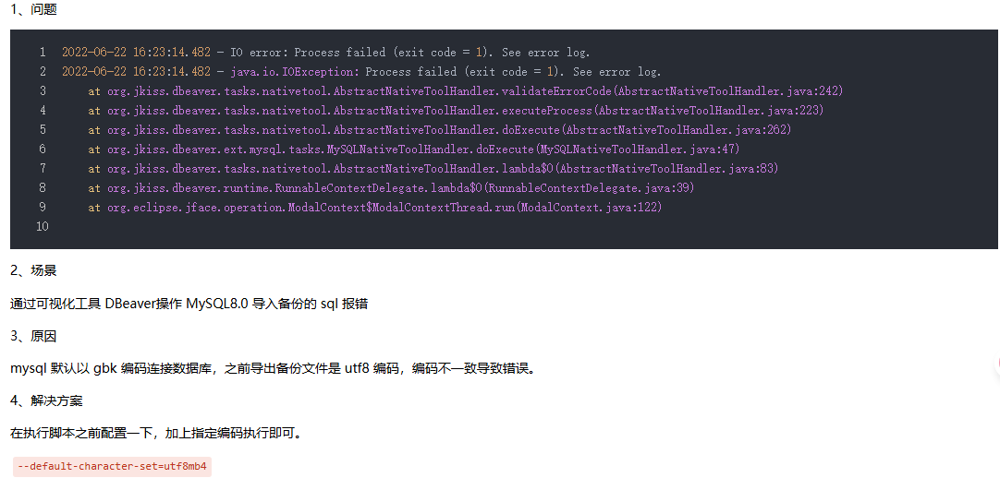 1、问题
1 2022-06-22 16:23:14.482 - IO error: Process failed (exit code = 1). See error log.
2 2022-06-22 16:23:14.482 - java.io.IOException: Process failed (exit code = 1). See error log.
3 at org.jkiss.dbeaver.tasks.nativetool.AbstractNativeToolHandler.validateErrorCode(AbstractNativeToolHandler.java:242)
4 at org.jkiss.dbeaver.tasks.nativetool.AbstractNativeToolHandler.executeProcess(AbstractNativeToolHandler.java:223)
5 at org.jkiss.dbeaver.tasks.nativetool.AbstractNativeToolHandler.doExecute(AbstractNativeToolHandler.java:262)
6 at org.jkiss.dbeaver.ext.mysql.tasks.MySQLNativeToolHandler.doExecute(MySQLNativeToolHandler.java:47)
7 at org.jkiss.dbeaver.tasks.nativetool.AbstractNativeToolHandler.lambda$0(AbstractNativeToolHandler.java:83)
8 at org.jkiss.dbeaver.runtime.RunnableContextDelegate.lambda$0(RunnableContextDelegate.java:39)
9 at org.eclipse.jface.operation.ModalContext$ModalContextThread.run(ModalContext.java:122)
10
2、场景
通过可视化工具 DBeaver操作 MySQL8.0 导入备份的 sql 报错
3、原因
mysql 默认以 gbk 编码连接数据库，之前导出备份文件是 utf8 编码，编码不一致导致错误。
4、解决方案
在执行脚本之前配置一下，加上指定编码执行即可。
--default-character-set=utf8mb4